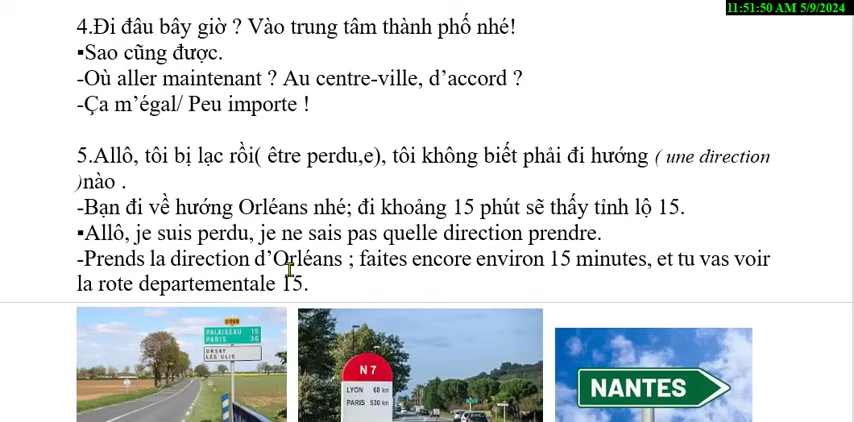 11:51:50 AM 5/9/2024
4.Đi đâu bây giờ ? Vào trung tâm thành phố nhé!
▪Sao cũng được.
-Où aller maintenant ? Au centre-ville, d’accord ?
-Ça m’égal/ Peu importe !
5.Allô, tôi bị lạc rồi( être perdu,e), tôi không biết phải đi hướng ( une direction
)nào .
-Bạn đi về hướng Orléans nhé; đi khoảng 15 phút sẽ thấy tỉnh lộ 15.
▪Allô, je suis perdu, je ne sais pas quelle direction prendre.
-Prends la direction d’Orléans ; faites encore environ 15 minutes, et tu vas voir
la rote departementale 15.
PALAISEAU 15
PARIS 36
ORSAY
LES ULIS
N 7
LYON 68 km
PARIS 530 km
NANTES